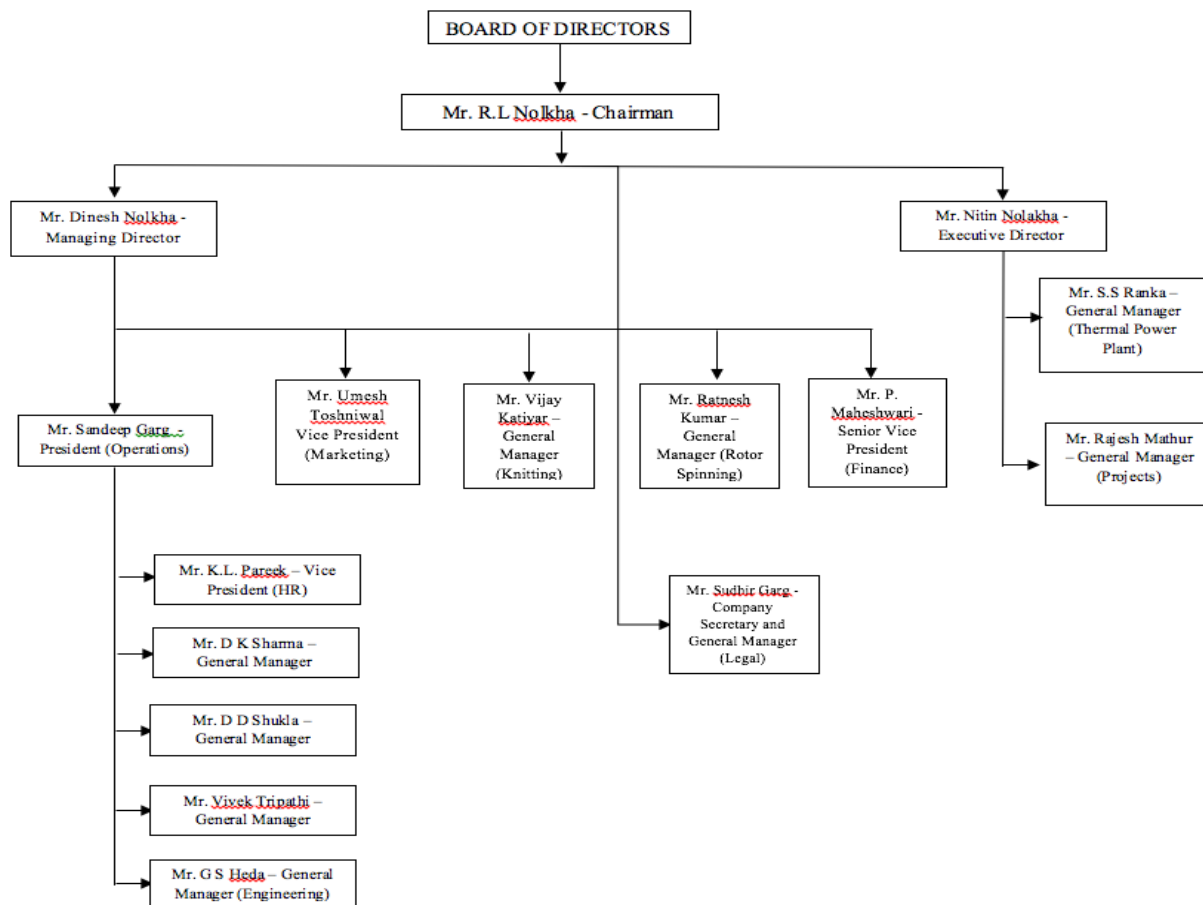 BOARD OF DIRECTORS
Mr. R.L Nolkha - Chairman
Mr. Dinesh Nolkha -
Managing Director
Mr. Nitin Nolakha -
Executive Director
Mr. S.S Ranka –
General Manager
(Thermal Power
Plant)
Mr. Umesh
Toshniwal
Vice President
(Marketing)
Mr. Vijay
Katiyar –
General
Manager
(Knitting)
Mr. Ratnesh
Kumar –
General
Manager (Rotor
Spinning)
Mr. P.
Maheshwari -
Senior Vice
President
(Finance)
Mr. Sandeep Garg -
President (Operations)
Mr. Rajesh Mathur
– General Manager
(Projects)
Mr. K.L. Pareek – Vice
President (HR)
Mr. Sudhir Garg -
Company
Secretary and
General Manager
(Legal)
Mr. D K Sharma –
General Manager
Mr. D D Shukla –
General Manager
Mr. Vivek Tripathi –
General Manager
Mr. G S Heda – General
Manager (Engineering)